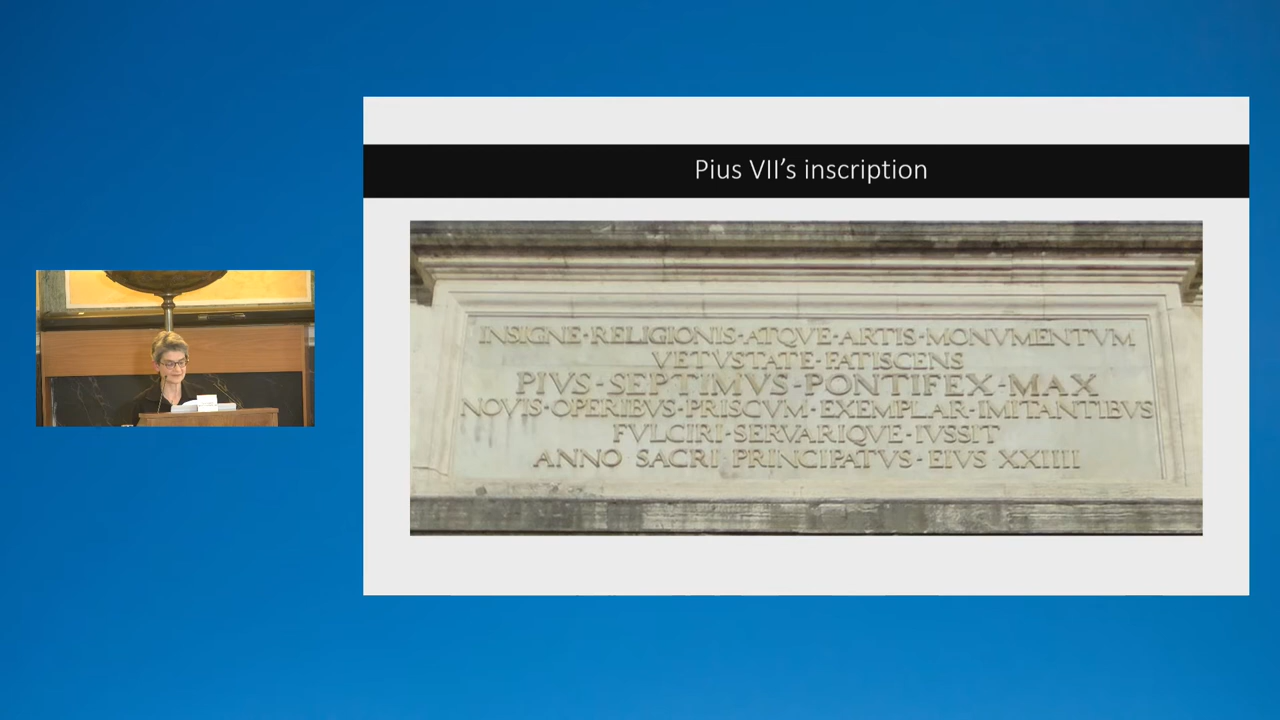 Pius VII’s inscription
INSIGNE·RELIGIONIS·ATQVE·ARTIS·MONVMENTVM
VETVSTATE·FATISCENS
PIVS·SEPTIMVS·PONTIFEX·MAX
NOVIS·OPERIBVS·PRISCVM·EXEMPLAR·IMITANTIBVS
FVLCIRI·SERVARIQVE·IVSSIT
ANNO SACRI PRINCIPATVS·EIVS XXIIII